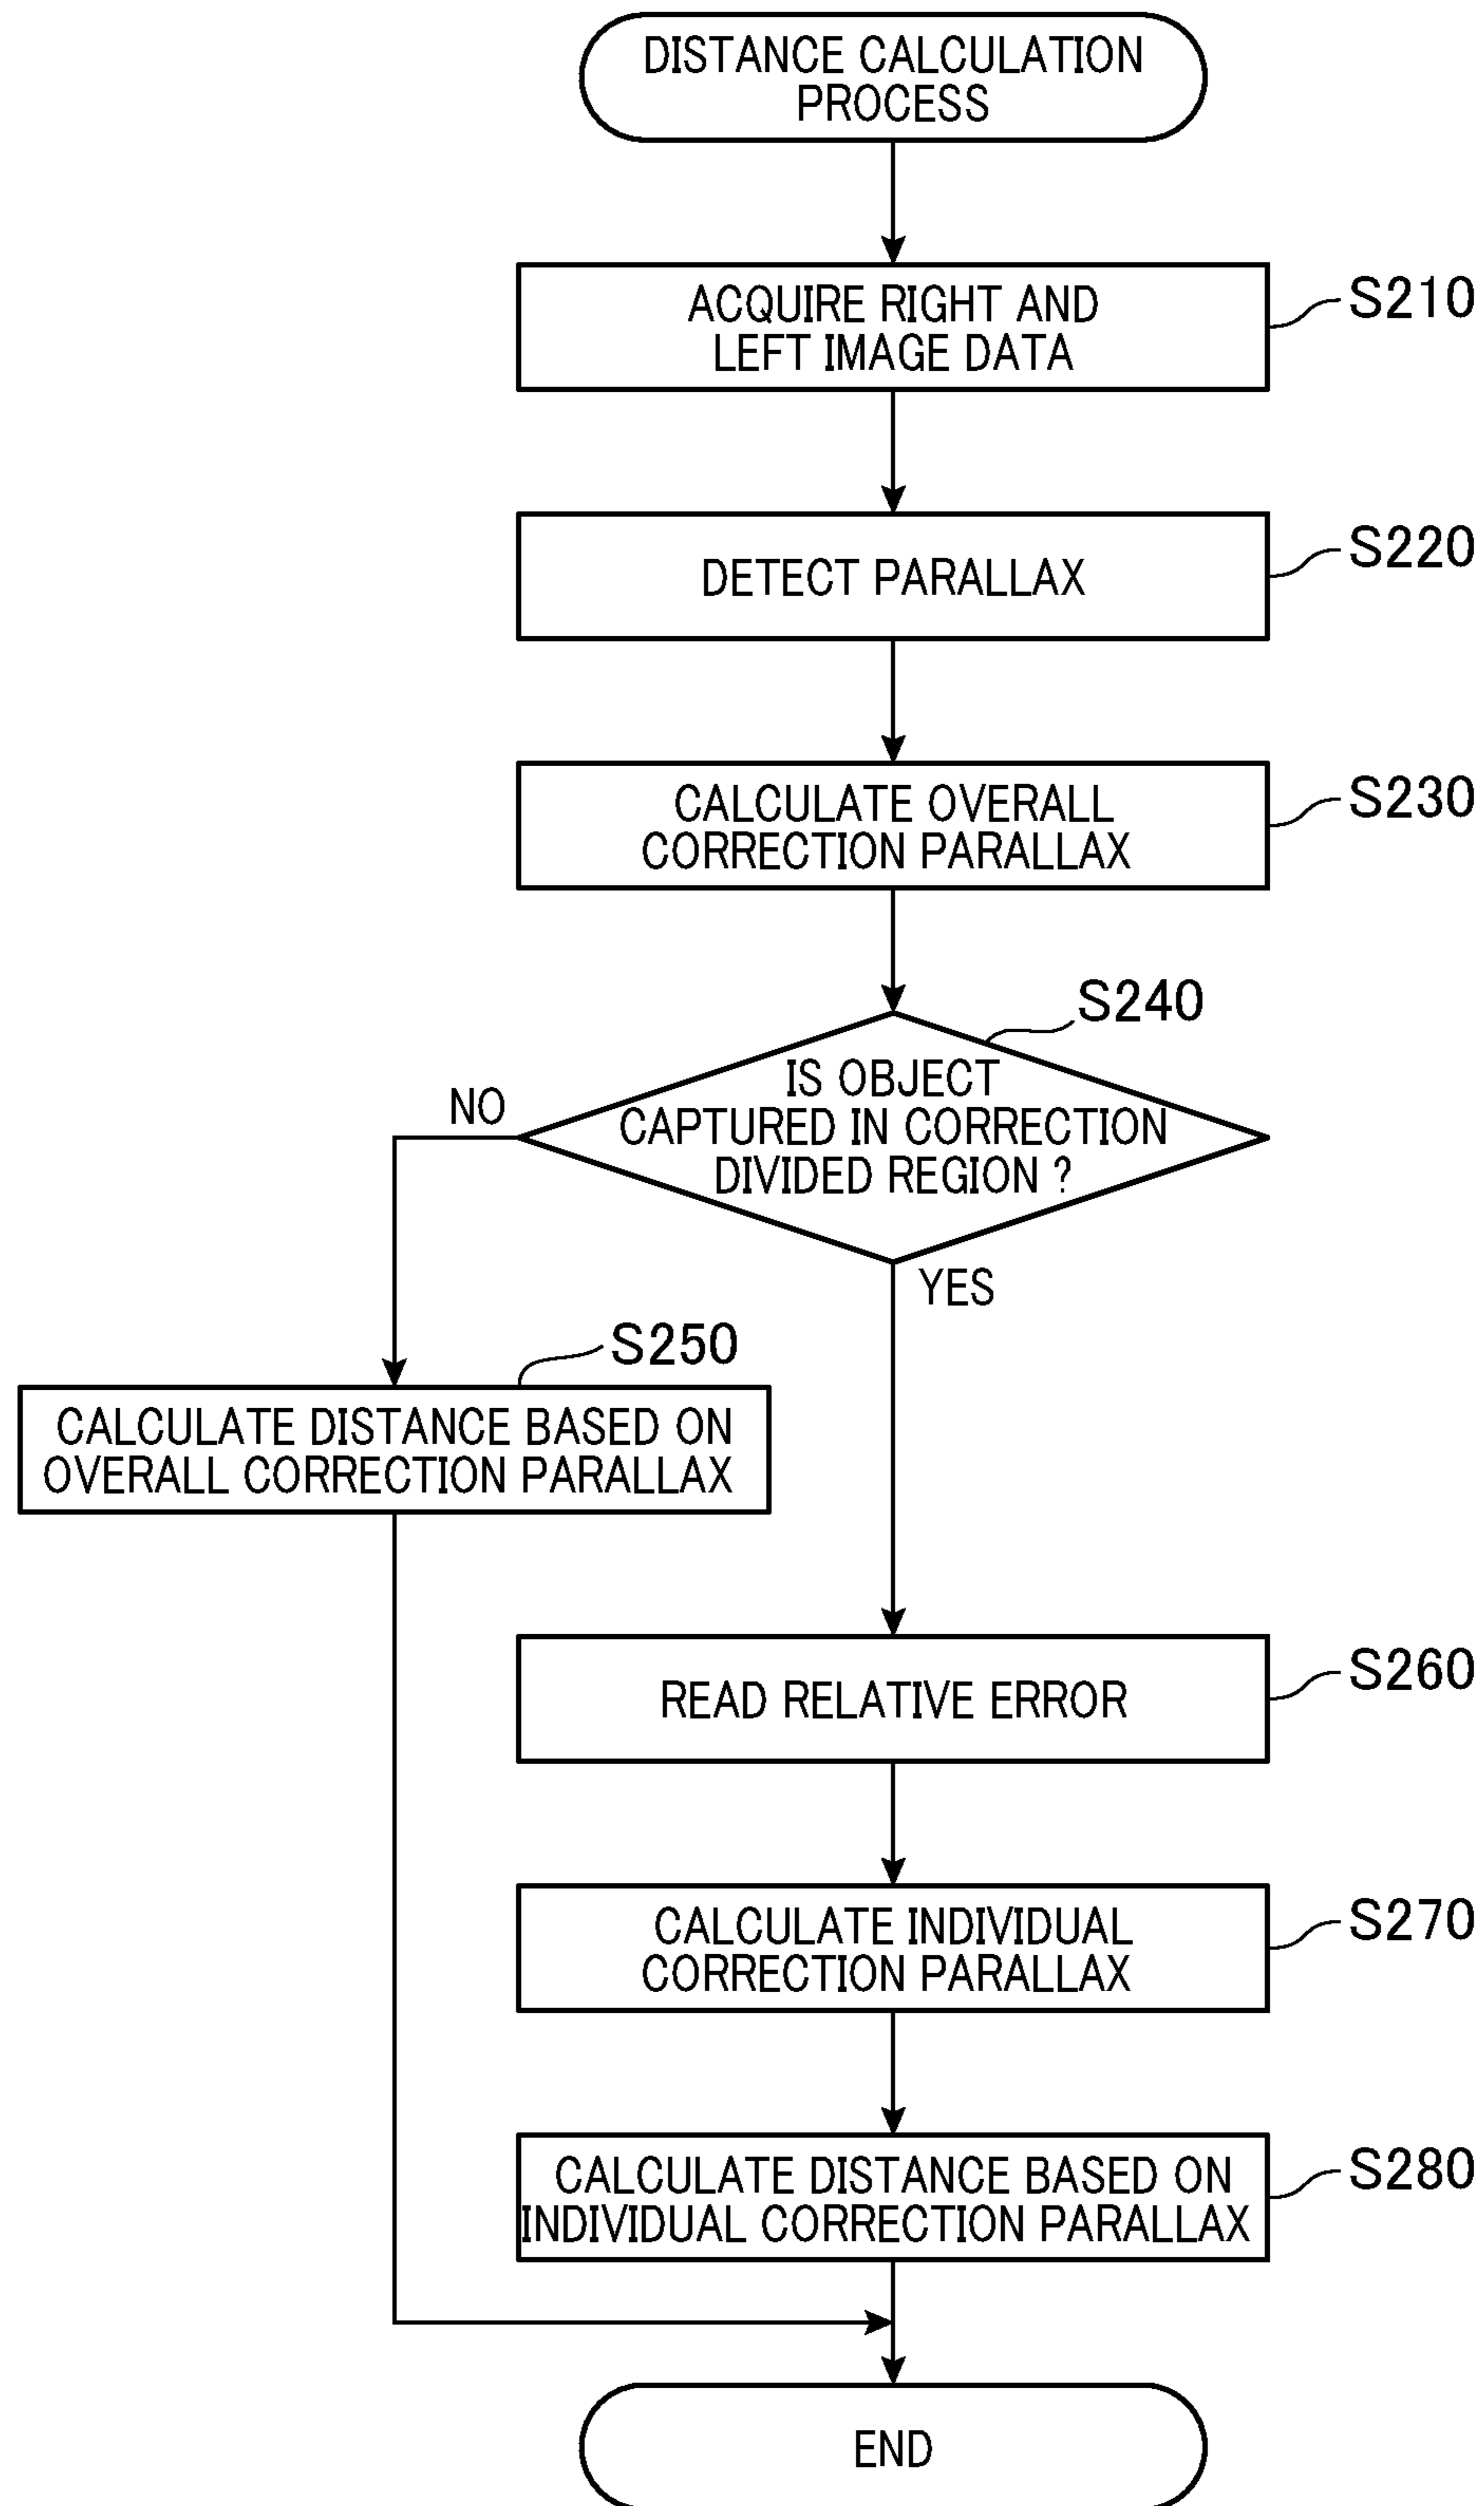 DISTANCE CALCULATION
PROCESS
ACQUIRE RIGHT AND
LEFT IMAGE DATA
S210
DETECT PARALLAX
S220
CALCULATE OVERALL
CORRECTION PARALLAX
S230
S240
IS OBJECT
CAPTURED IN CORRECTION
DIVIDED REGION ?
NO
YES
S250
CALCULATE DISTANCE BASED ON
OVERALL CORRECTION PARALLAX
READ RELATIVE ERROR
S260
CALCULATE INDIVIDUAL
CORRECTION PARALLAX
S270
CALCULATE DISTANCE BASED ON
INDIVIDUAL CORRECTION PARALLAX
S280
END